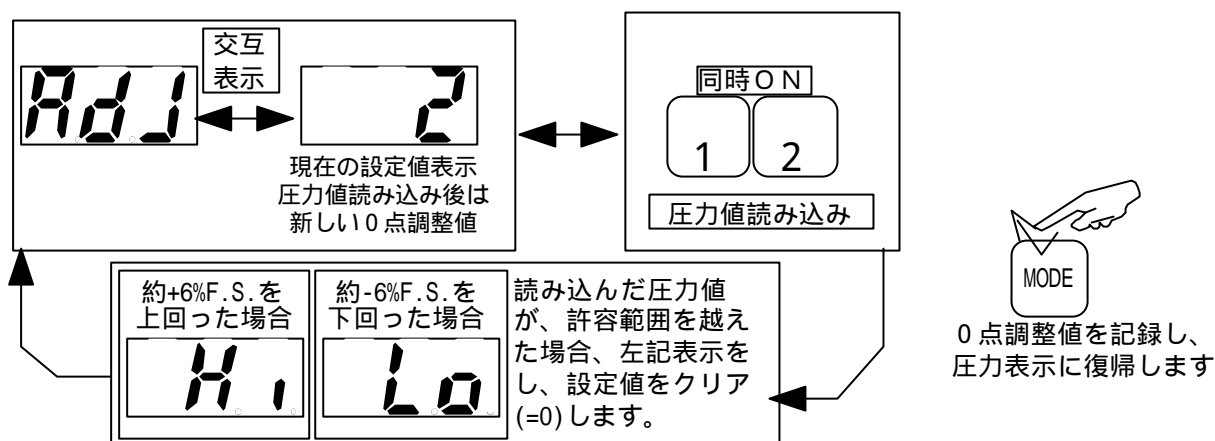 交互
表示
AdJ
2
現在の設定値表示
圧力値読み込み後は
新しい０点調整値
同時ＯＮ
1
2
圧力値読み込み
MODE
０点調整値を記録し、
圧力表示に復帰します
約+6%F.S.を
上回った場合
Hi
約-6%F.S.を
下回った場合
Lo
読み込んだ圧力値
が、許容範囲を越え
た場合、左記表示を
し、設定値をクリア
(=0)します。